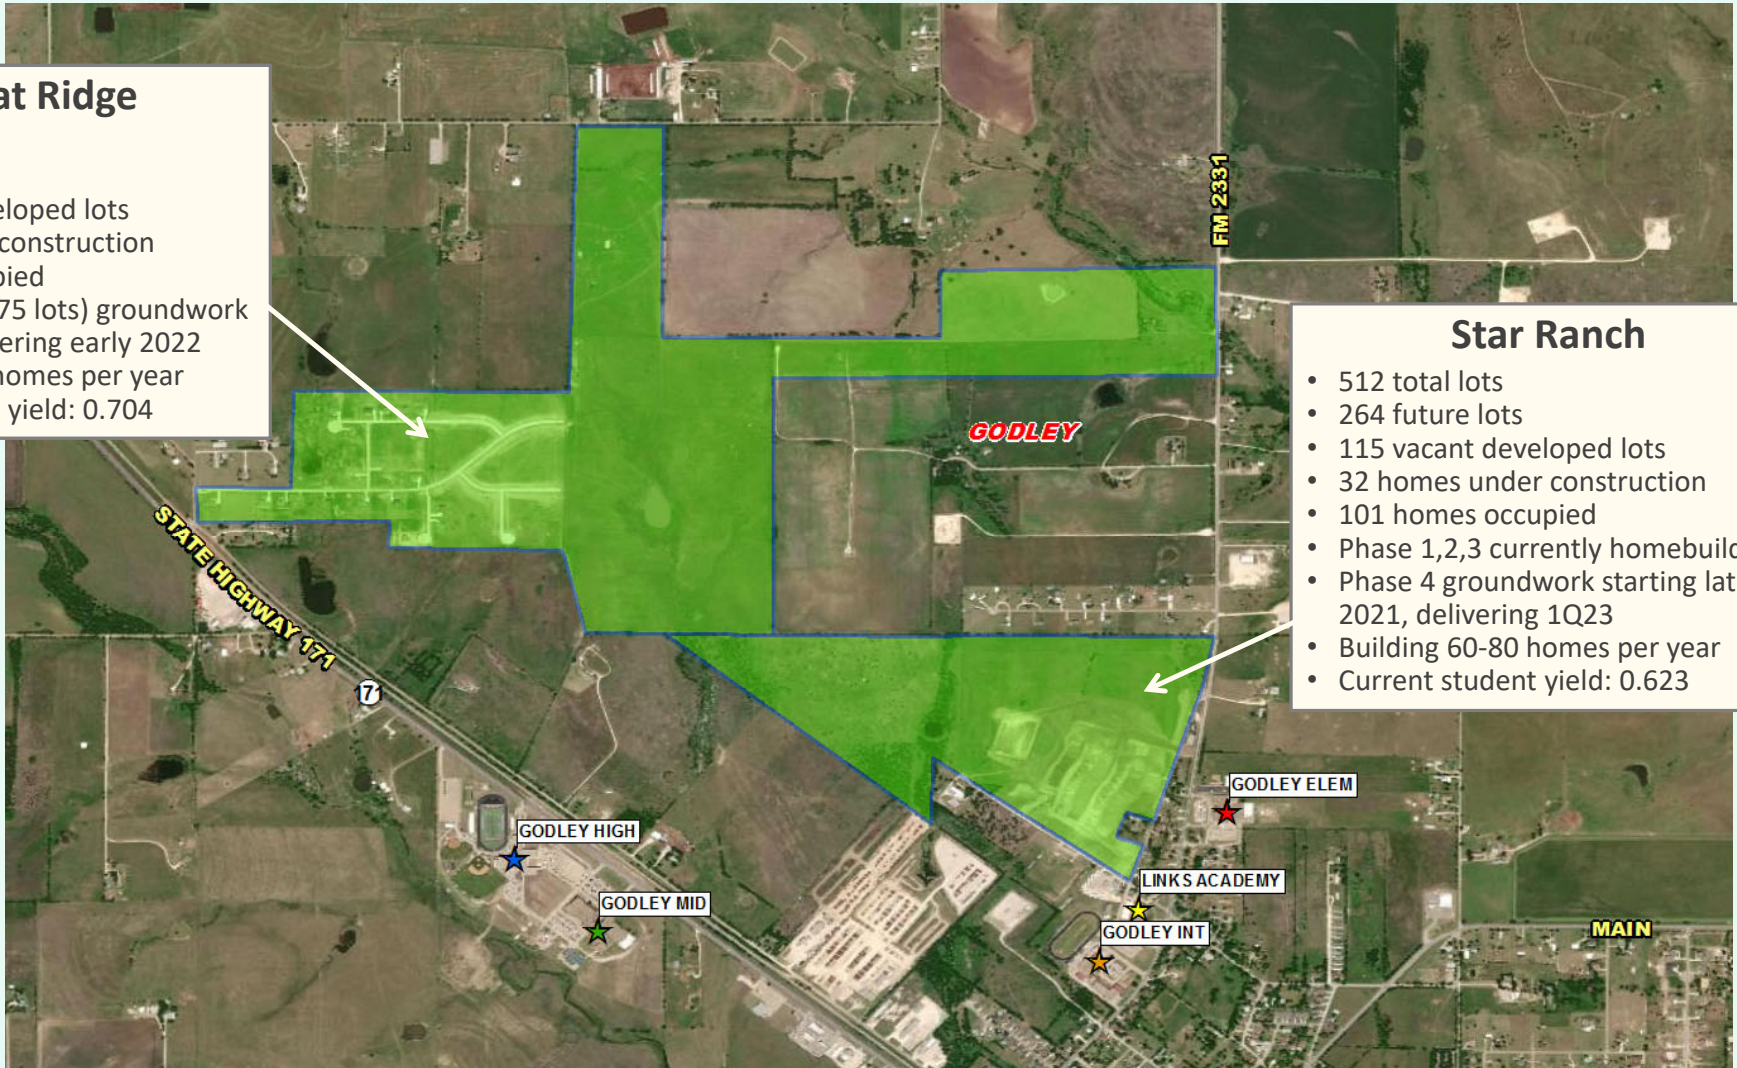 at Ridge
eloped lots
construction
pied
75 lots) groundwork
ering early 2022
homes per year
yield: 0.704
FM 2331
Star Ranch
• 512 total lots
• 264 future lots
• 115 vacant developed lots
• 32 homes under construction
• 101 homes occupied
• Phase 1,2,3 currently homebuild
• Phase 4 groundwork starting lat
2021, delivering 1Q23
• Building 60-80 homes per year
• Current student yield: 0.623
GODLEY
STATE HIGHWAY 171
171
GODLEY ELEM
GODLEY HIGH
LINKS ACADEMY
GODLEY MID
GODLEY INT
MAIN